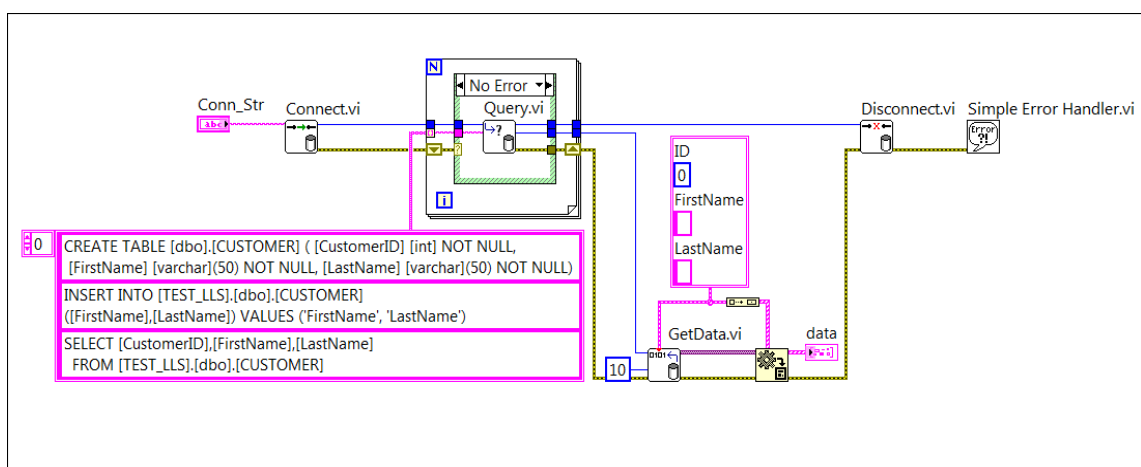 N
No Error
Conn_Str
Connect.vi
Query.vi
Disconnect.vi
Simple Error Handler.vi
abc
?
?
Error
?!
i
ID
0
FirstName
LastName
0
CREATE TABLE [dbo].[CUSTOMER] ( [CustomerID] [int] NOT NULL,
[FirstName] [varchar](50) NOT NULL, [LastName] [varchar](50) NOT NULL)
INSERT INTO [TEST_LLS].[dbo].[CUSTOMER]
([FirstName],[LastName]) VALUES ('FirstName', 'LastName')
SELECT [CustomerID],[FirstName],[LastName]
FROM [TEST_LLS].[dbo].[CUSTOMER]
GetData.vi
data
0101
10